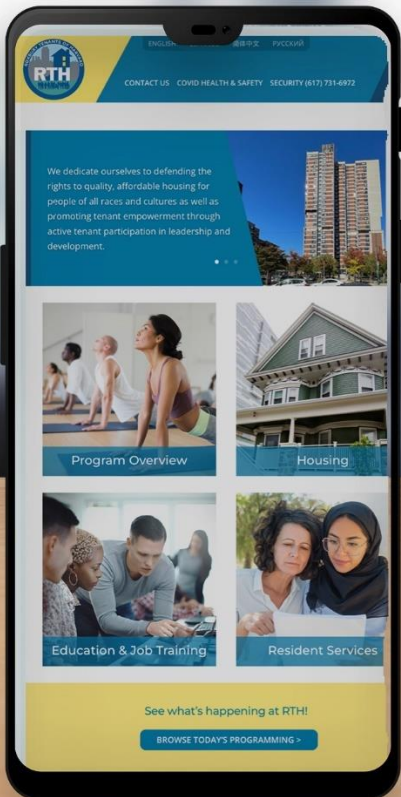 ENGLISH
简体中文
РУССКИЙ
RTH
CONTACT US COVID HEALTH & SAFETY SECURITY (617) 731-6972
We dedicate ourselves to defending the
rights to quality, affordable housing for
people of all races and cultures as well as
promoting tenant empowerment through
active tenant participation in leadership and
development.
Program Overview
Housing
Education & Job Training
Resident Services
See what's happening at RTH!
BROWSE TODAY'S PROGRAMMING >